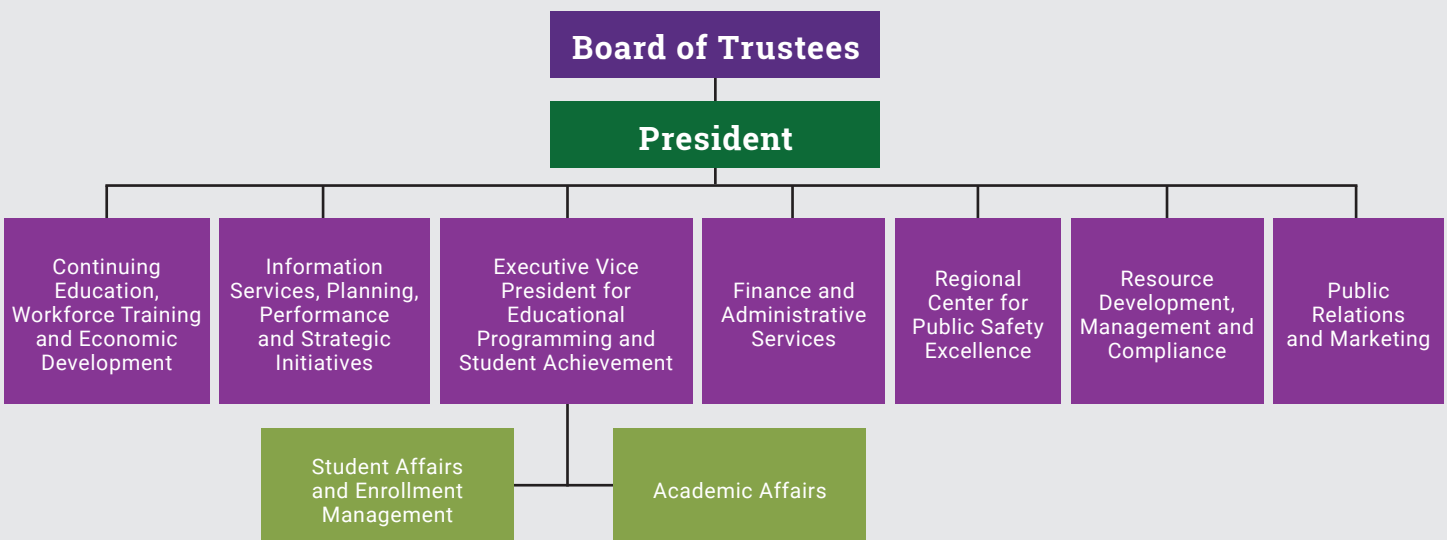 Board of Trustees
President
Continuing
Education,
Workforce Training
and Economic
Development
Information
Services, Planning,
Performance
and Strategic
Initiatives
Executive Vice
President for
Educational
Programming and
Student Achievement
Finance and
Administrative
Services
Regional
Center for
Public Safety
Excellence
Resource
Development,
Management and
Compliance
Public
Relations
and Marketing
Student Affairs
and Enrollment
Management
Academic Affairs